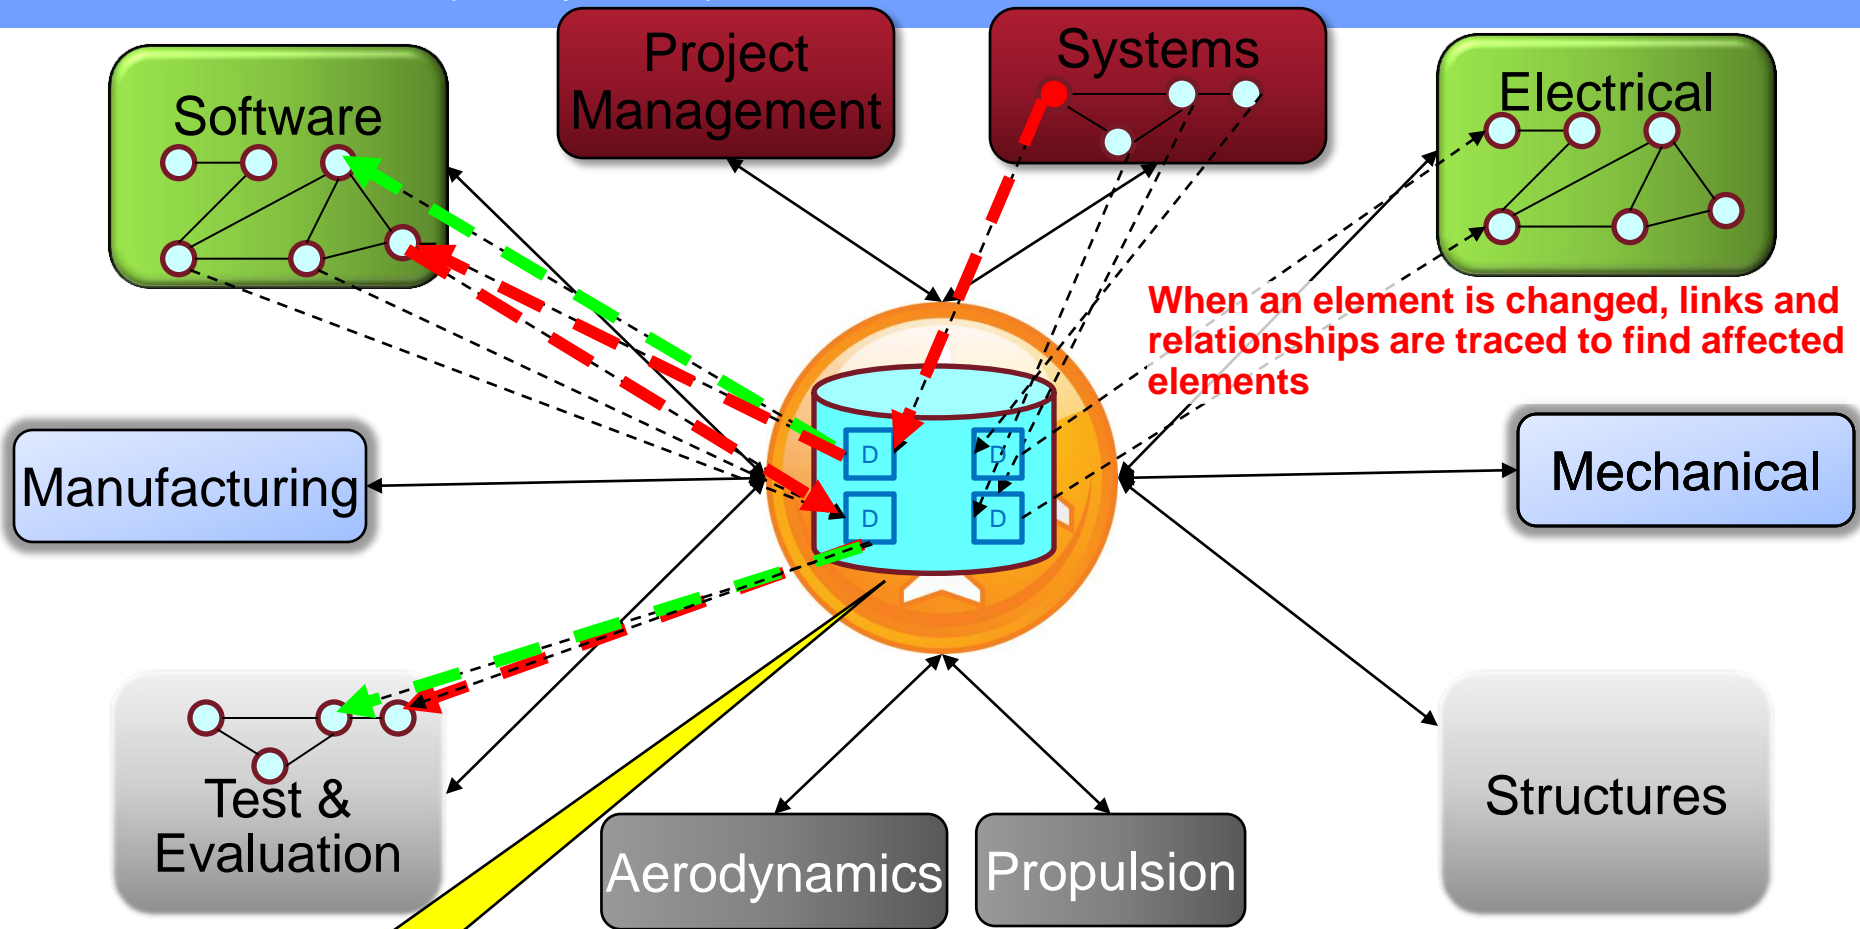 Project
Management
Systems
Software
Electrical
When an element is changed, links and
relationships are traced to find affected
elements
D
D
D
D
Manufacturing
Mechanical
Test &
Evaluation
Aerodynamics
Propulsion
Structures